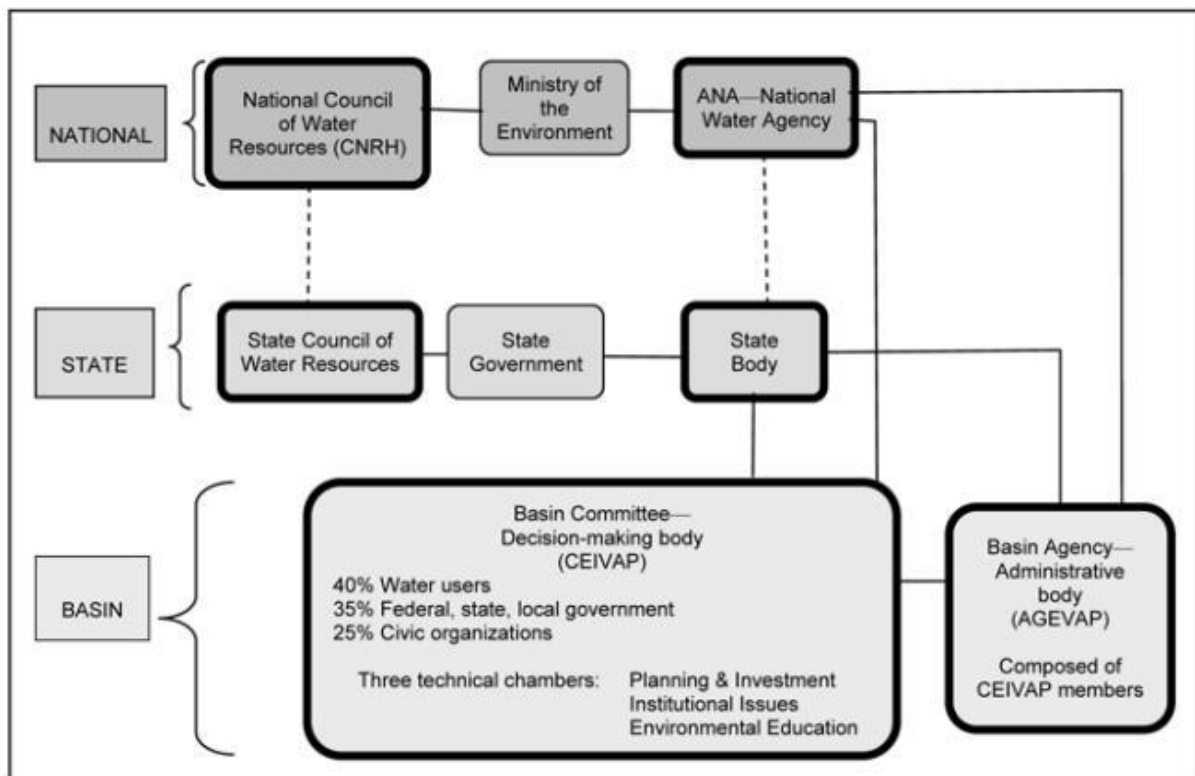 NATIONAL
National Council
of Water
Resources (CNRH)
Ministry of
the
Environment
ANA—National
Water Agency
STATE
State Council of
Water Resources
State
Government
State
Body
BASIN
Basin Committee—
Decision-making body
(CEIVAP)
40% Water users
35% Federal, state, local government
25% Civic organizations
Three technical chambers: Planning & Investment
Institutional Issues
Environmental Education
Basin Agency—
Administrative
body
(AGEVAP)
Composed of
CEIVAP members